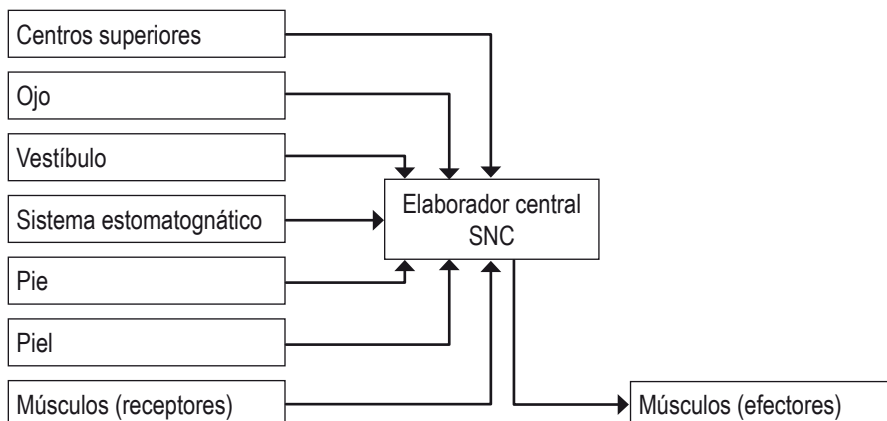 Centros superiores
Ojo
Vestíbulo
Sistema estomatognático
Pie
Piel
Músculos (receptores)
Elaborador central
SNC
Músculos (efectores)